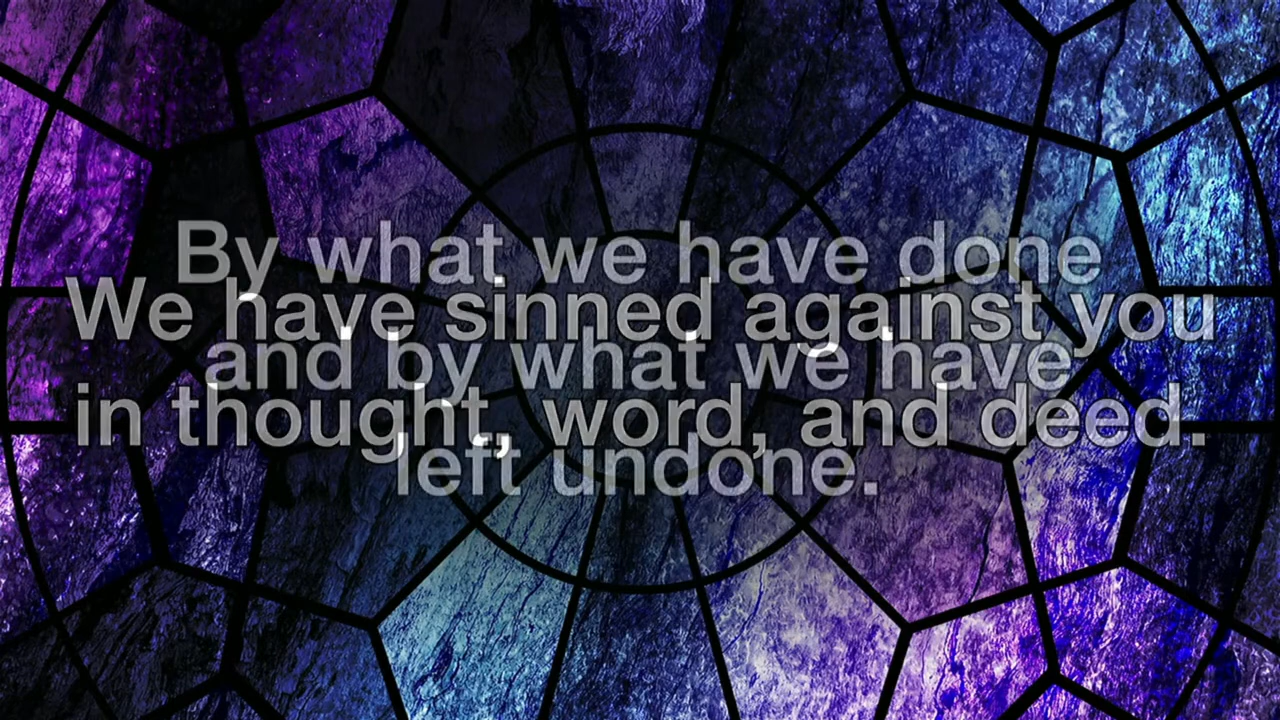 By what we have done
We have sinned against you
and by what we have
in thought, word, and deed.
left undone.